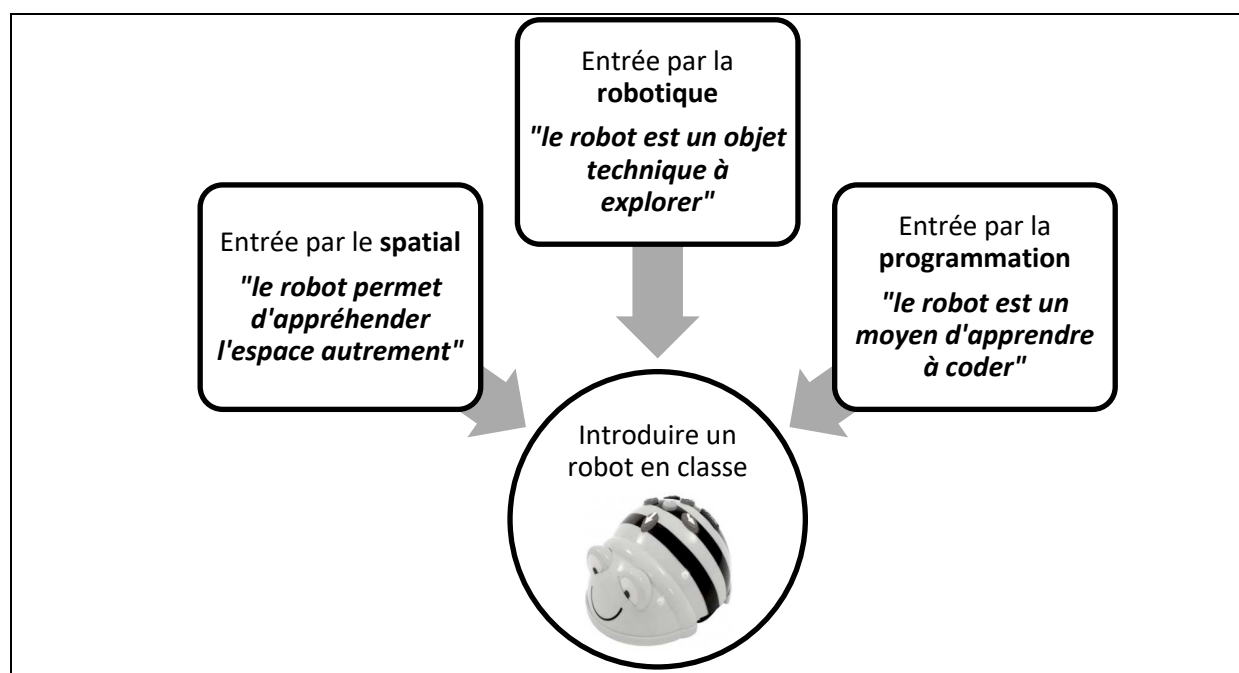 Entrée par la
robotique
"le robot est un objet
technique à
explorer"
Entrée par le spatial
"le robot permet
d'appréhender
l'espace autrement"
Entrée par la
programmation
"le robot est un
moyen d'apprendre
à coder"
Introduire un
robot en classe